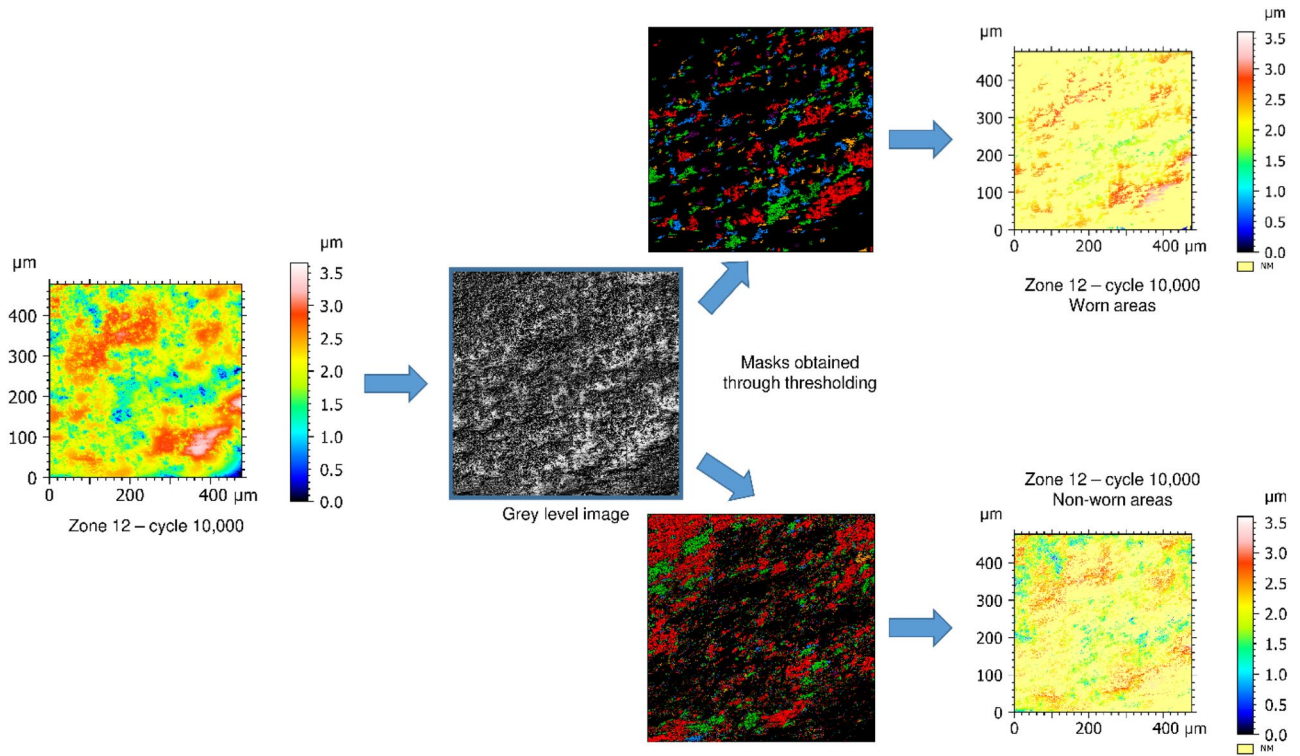 µm
400
300
200
100
0
0
200
400 µm
µm
3.5
3.0
2.5
2.0
1.5
1.0
0.5
0.0
Zone 12 – cycle 10,000
Grey level image
Masks obtained
through thresholding
µm
400
300
200
100
0
0
200
400 µm
µm
3.5
3.0
2.5
2.0
1.5
1.0
0.5
0.0
NM
Zone 12 – cycle 10,000
Worn areas
Zone 12 – cycle 10,000
Non-worn areas
µm
400
300
200
100
0
0
200
400 µm
µm
3.5
3.0
2.5
2.0
1.5
1.0
0.5
0.0
NM